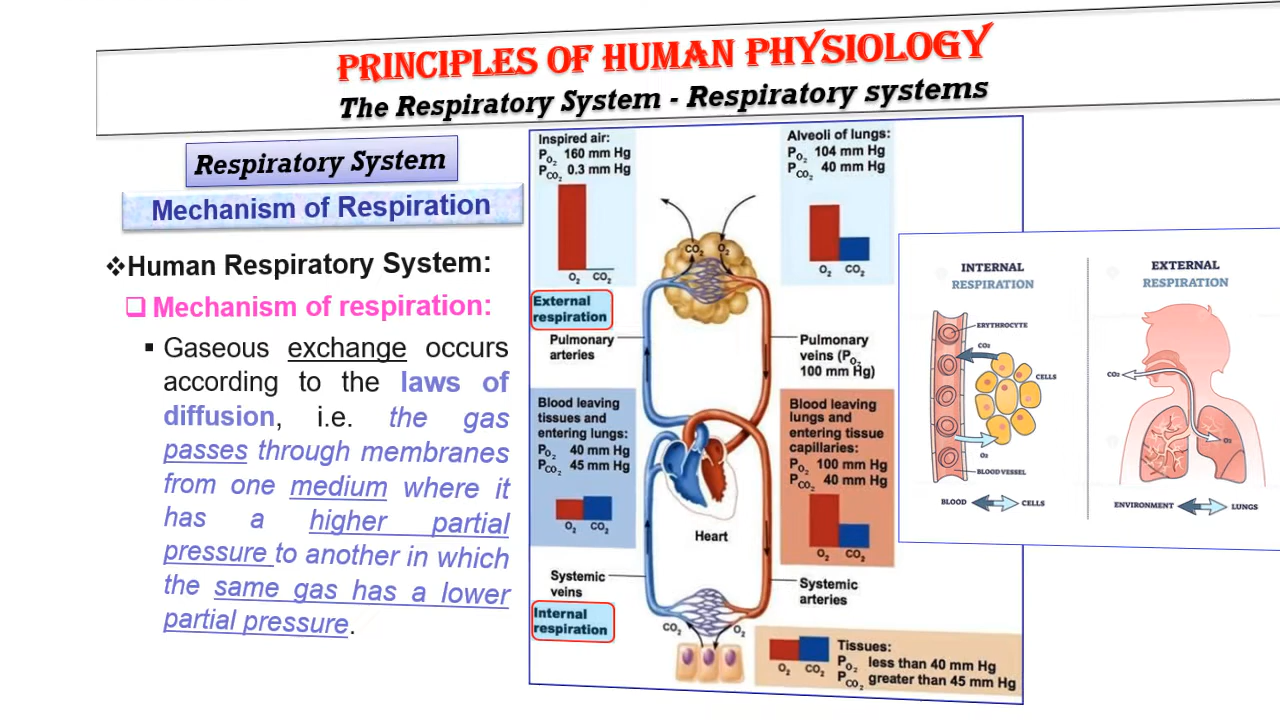 PRINCIPLES OF HUMAN PHYSIOLOGY
The Respiratory System - Respiratory systems
Respiratory System
Mechanism of Respiration
❖Human Respiratory System:
❑ Mechanism of respiration:
▪ Gaseous exchange occurs
according to the laws of
diffusion, i.e. the gas
passes through membranes
from one medium where it
has a higher partial
pressure to another in which
the same gas has a lower
partial pressure.
Inspired air:
PO2 160 mm Hg
PCO2 0.3 mm Hg
O2 CO2
Alveoli of lungs:
PO2 104 mm Hg
PCO2 40 mm Hg
O2 CO2
CO2 O2
External
respiration
Pulmonary
arteries
Pulmonary
veins (PO2
100 mm Hg)
Blood leaving
tissues and
entering lungs:
PO2 40 mm Hg
PCO2 45 mm Hg
O2 CO2
Blood leaving
lungs and
entering tissue
capillaries:
PO2 100 mm Hg
PCO2 40 mm Hg
O2 CO2
Heart
Systemic
veins
Systemic
arteries
Internal
respiration
CO2 O2
O2 CO2
Tissues:
PO2 less than 40 mm Hg
PCO2 greater than 45 mm Hg
INTERNAL
RESPIRATION
ERYTHROCYTE
CO2
CELLS
O2
BLOOD VESSEL
BLOOD CELLS
EXTERNAL
RESPIRATION
CO2
O2
ENVIRONMENT LUNGS